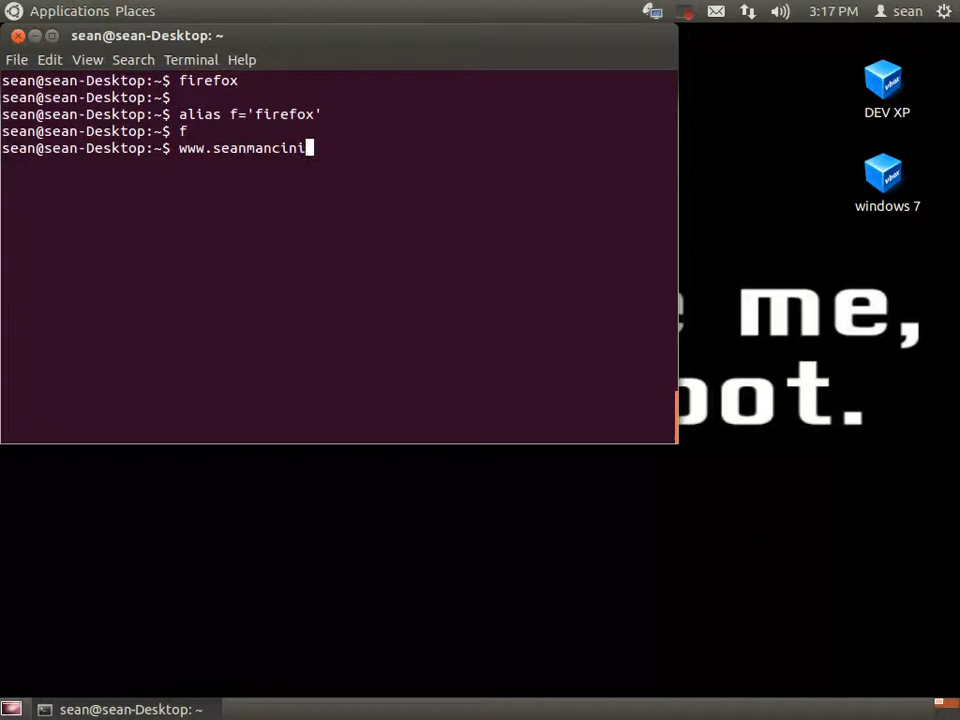 Applications Places
3:17 PM sean
sean@sean-Desktop: ~
File Edit View Search Terminal Help
sean@sean-Desktop:~$ firefox
sean@sean-Desktop:~$
sean@sean-Desktop:~$ alias f='firefox'
sean@sean-Desktop:~$ f
sean@sean-Desktop:~$ www.seanmancini
vbox
DEV XP
vbox
windows 7
me,
oot.
sean@sean-Desktop: ~